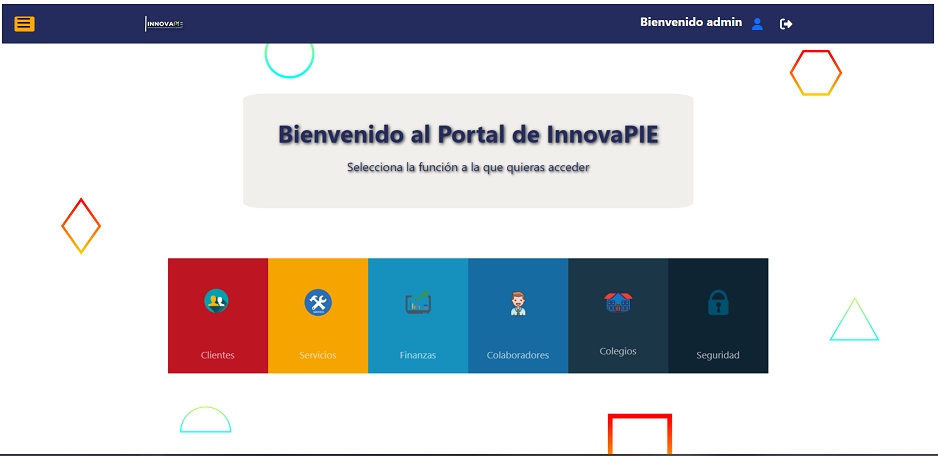 INNOVAPIE
Bienvenido admin
Bienvenido al Portal de InnovaPIE
Selecciona la función a la que quieras acceder
Clientes
Servicios
Finanzas
Colaboradores
Colegios
Seguridad